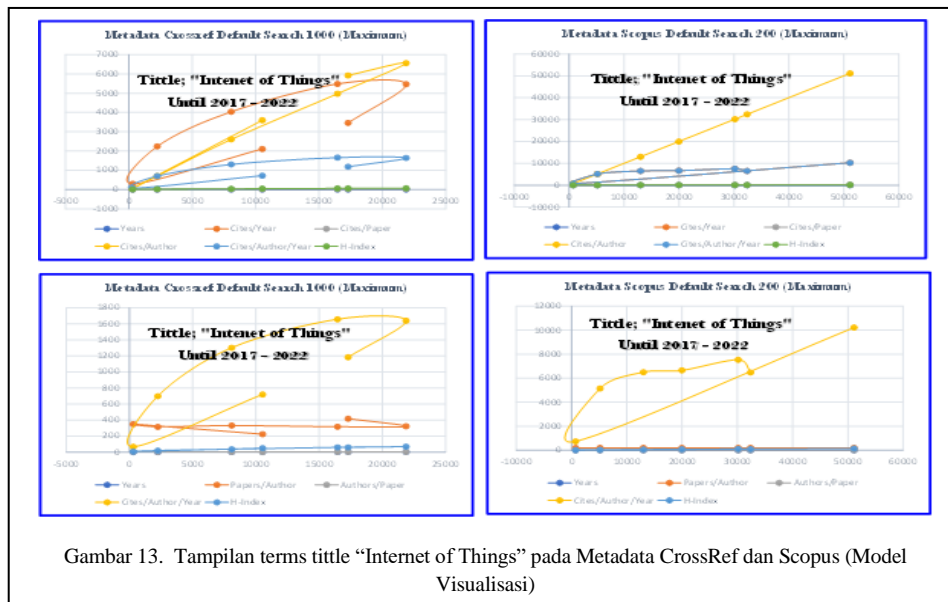 Metadata Crossref Default Search 1000 (Maximum)
7000
6000
5000
4000
3000
2000
1000
0
-1000
-5000 0 5000 10000 15000 20000 25000
Tittle; "Intenet of Things"
Until 2017 – 2022
Years Cites/Year Cites/Paper
Cites/Author Cites/Author/Year H-Index
Metadata Scopus Default Search 200 (Maximum)
60000
50000
40000
30000
20000
10000
0
-10000
-10000 0 10000 20000 30000 40000 50000 60000
Tittle; "Intenet of Things"
Until 2017 – 2022
Years Cites/Year Cites/Paper
Cites/Author Cites/Author/Year H-Index
Metadata Crossref Default Search 1000 (Maximum)
1800
1600
1400
1200
1000
800
600
400
200
0
-5000 0 5000 10000 15000 20000 25000
Tittle; "Intenet of Things"
Until 2017 – 2022
Years Papers/Author Authors/Paper
Cites/Author/Year H-Index
Metadata Scopus Default Search 200 (Maximum)
12000
10000
8000
6000
4000
2000
0
-10000 0 10000 20000 30000 40000 50000 60000
Tittle; "Intenet of Things"
Until 2017 – 2022
Years Papers/Author Authors/Paper
Cites/Author/Year H-Index
Gambar 13. Tampilan terms tittle “Internet of Things” pada Metadata CrossRef dan Scopus (Model
Visualisasi)